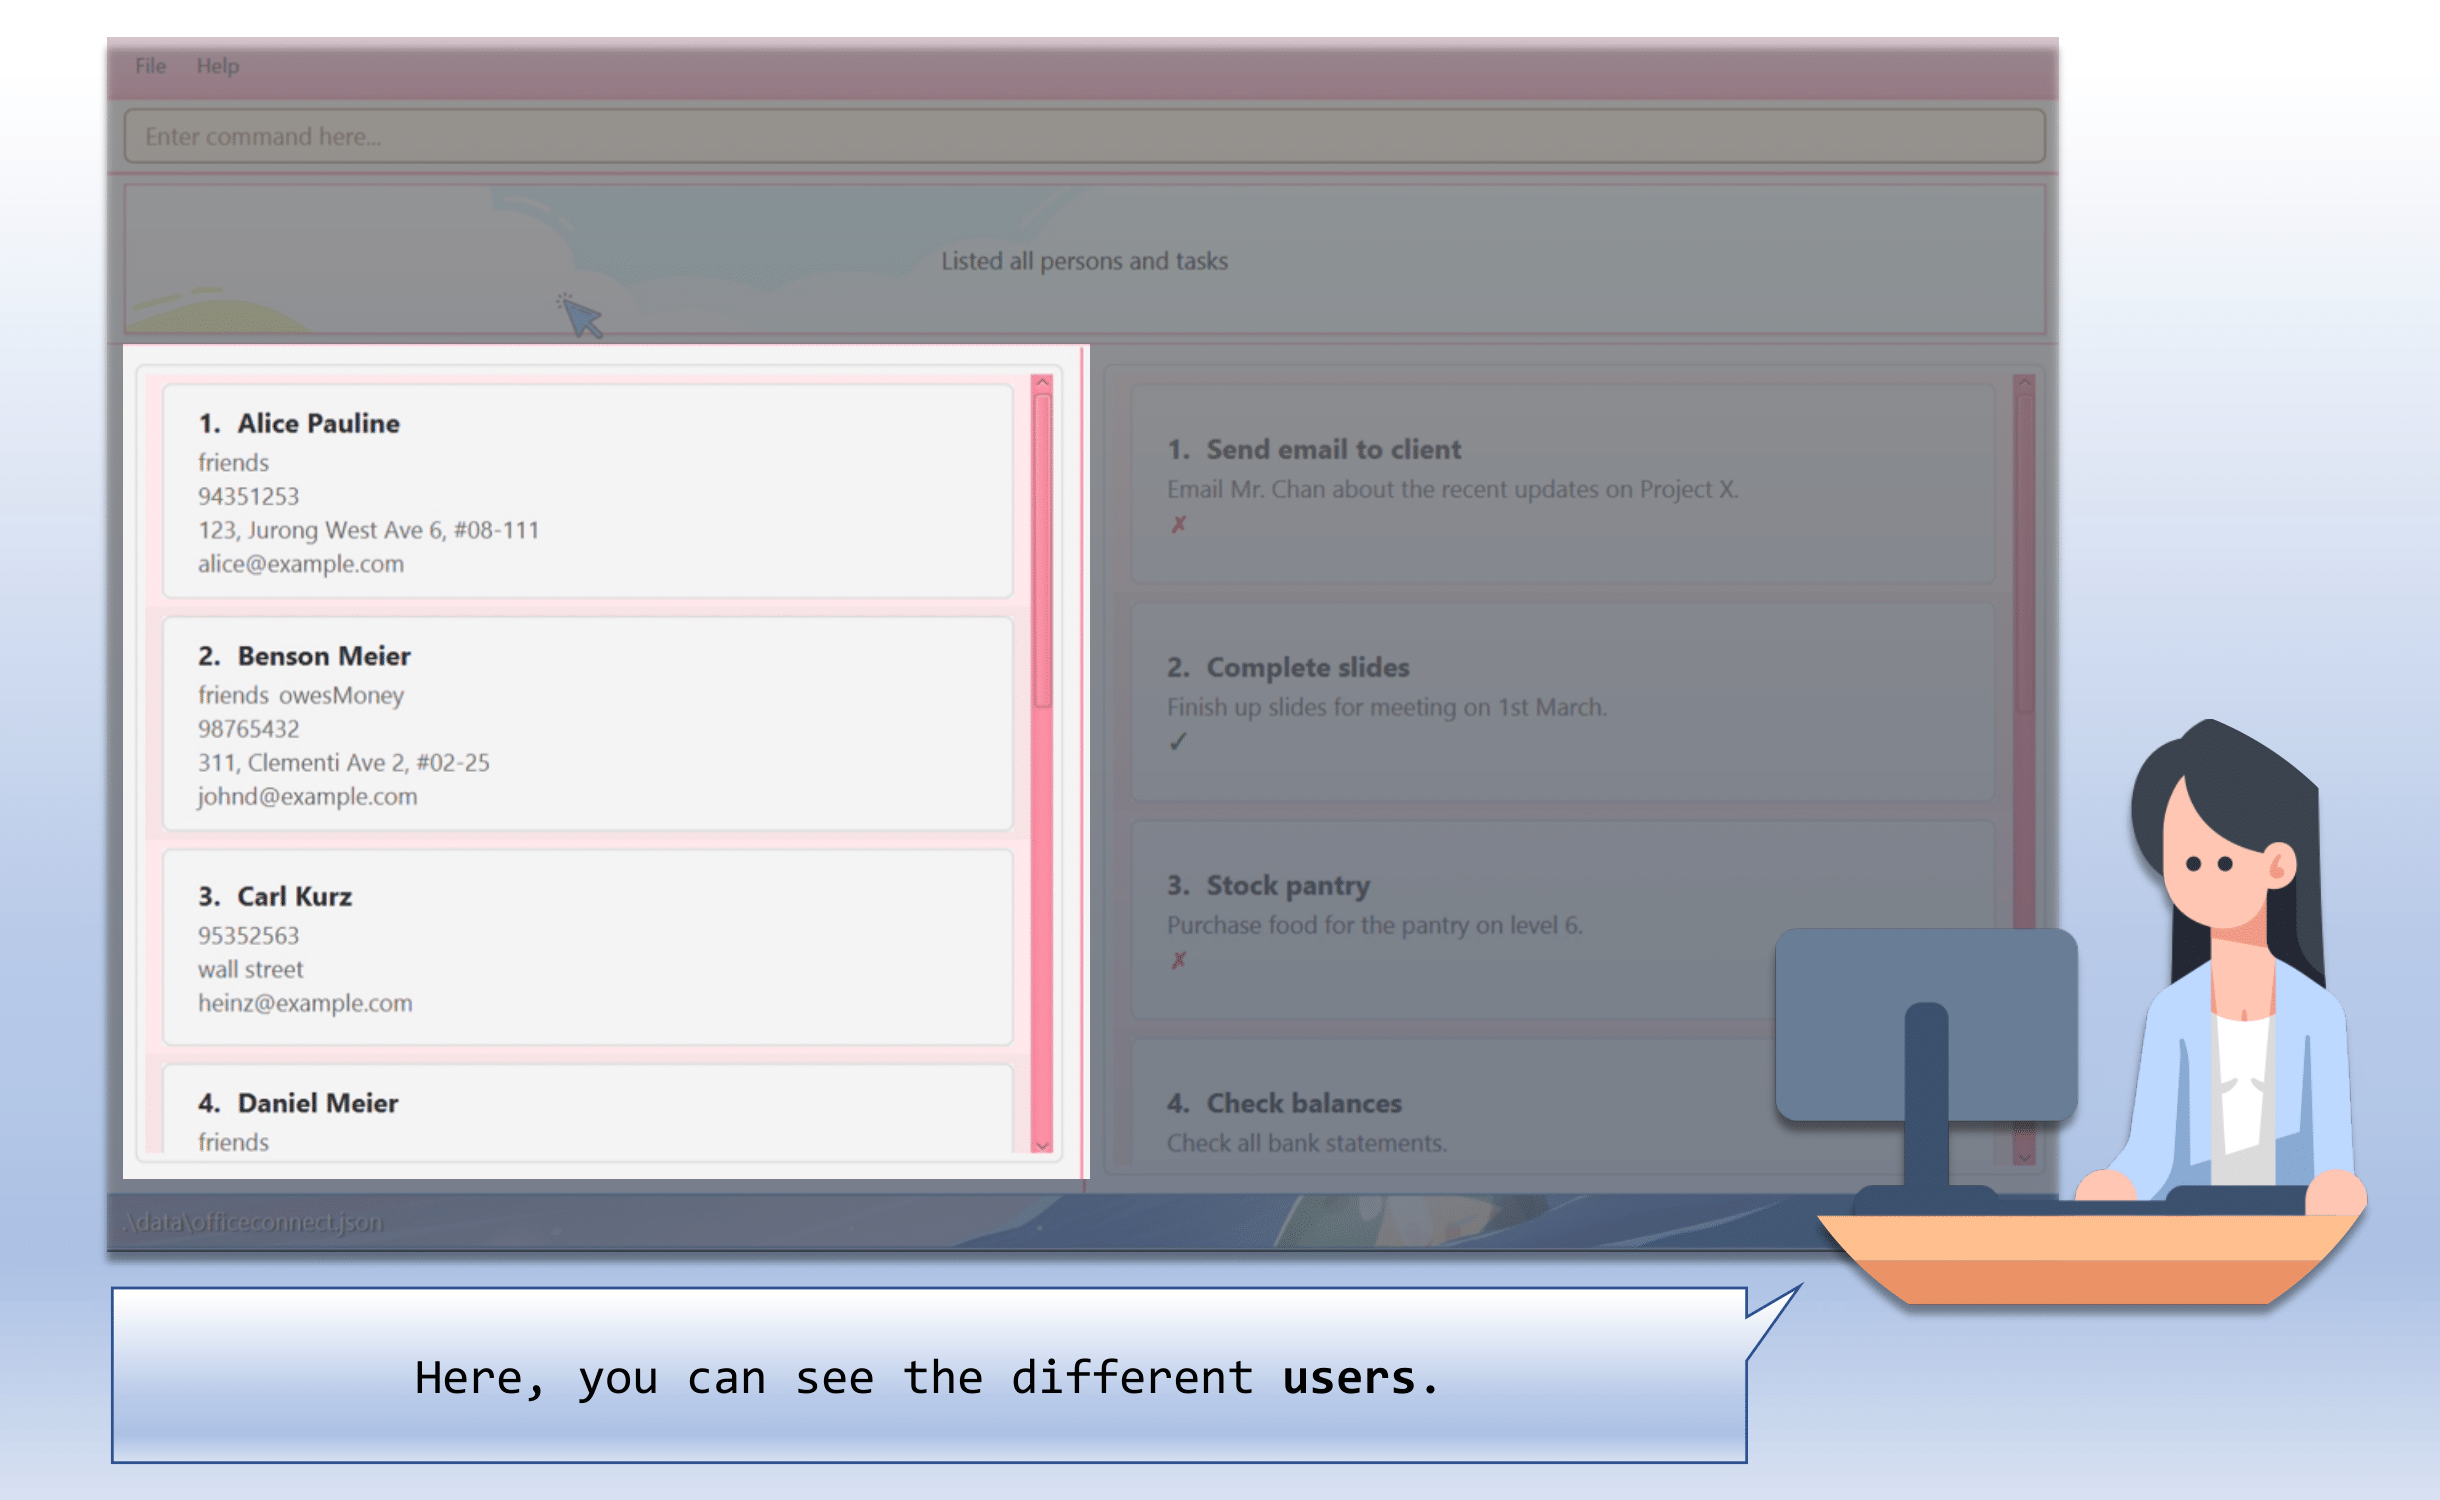 File Help
Enter command here...
Listed all persons and tasks
1. Alice Pauline
friends
94351253
123, Jurong West Ave 6, #08-111
alice@example.com
2. Benson Meier
friends owesMoney
98765432
311, Clementi Ave 2, #02-25
johnd@example.com
3. Carl Kurz
95352563
wall street
heinz@example.com
4. Daniel Meier
friends
1. Send email to client
Email Mr. Chan about the recent updates on Project X.
✗
2. Complete slides
Finish up slides for meeting on 1st March.
✓
3. Stock pantry
Purchase food for the pantry on level 6.
✗
4. Check balances
Check all bank statements.
.\data\officeconnect.json
Here, you can see the different users.